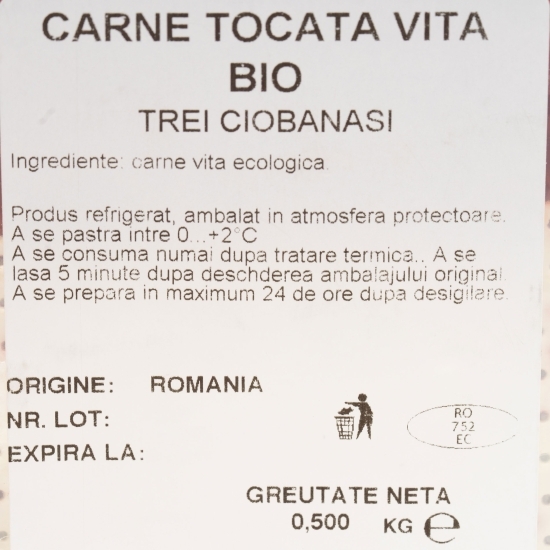 CARNE TOCATA VITA
BIO
TREI CIOBANASI
Ingrediente: carne vita ecologica.
Produs refrigerat, ambalat in atmosfera protectoare.
A se pastra intre 0...+2°C
A se consuma numai dupa tratare termica.. A se
lasa 5 minute dupa deschderea ambalajului original.
A se prepara in maximum 24 de ore dupa desigilare.
ORIGINE: ROMANIA
NR. LOT:
EXPIRA LA:
RO
752
EC
GREUTATE NETA
0,500 KG e